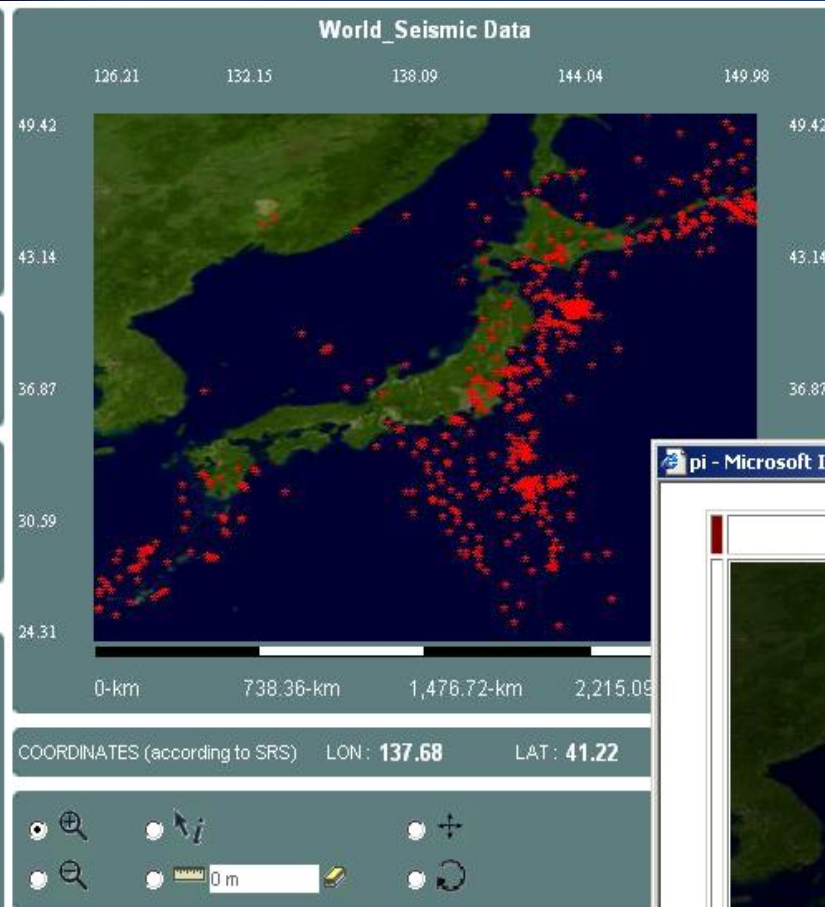 World_Seismic Data
126.21 132.15 138.09 144.04 149.98
49.42 49.42
43.14 43.14
36.87 36.87
pi - Microsoft I
30.59
24.31
0-km 738.36-km 1,476.72-km 2,215.09
COORDINATES (according to SRS) LON : 137.68 LAT : 41.22
i
0 m